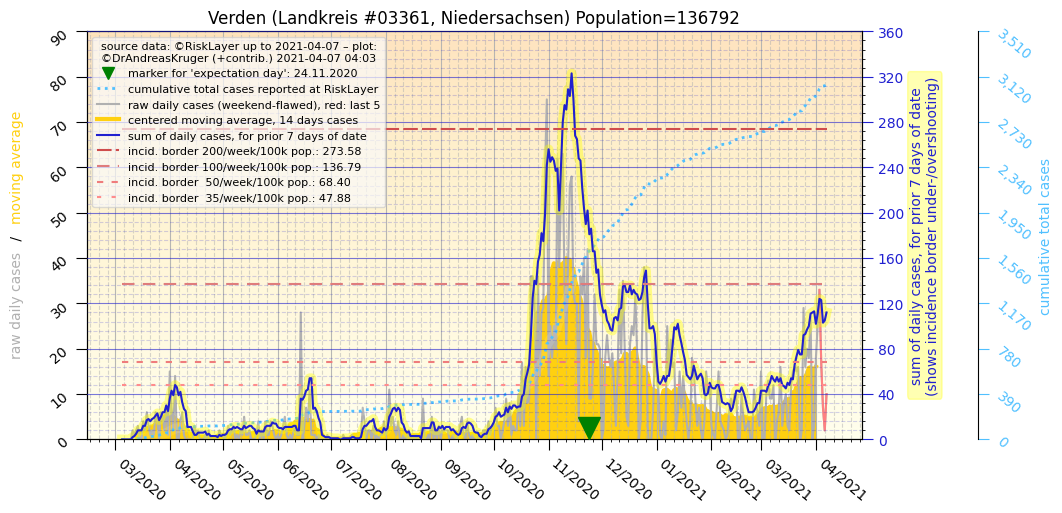 Verden (Landkreis #03361, Niedersachsen) Population=136792
source data: ©RiskLayer up to 2021-04-07 – plot:
©DrAndreasKruger (+contrib.) 2021-04-07 04:03
marker for 'expectation day': 24.11.2020
cumulative total cases reported at RiskLayer
raw daily cases (weekend-flawed), red: last 5
centered moving average, 14 days cases
sum of daily cases, for prior 7 days of date
incid. border 200/week/100k pop.: 273.58
incid. border 100/week/100k pop.: 136.79
incid. border  50/week/100k pop.: 68.40
incid. border  35/week/100k pop.: 47.88
raw daily cases  /  moving average
90
80
70
60
50
40
30
20
10
0
03/2020
04/2020
05/2020
06/2020
07/2020
08/2020
09/2020
10/2020
11/2020
12/2020
01/2021
02/2021
03/2021
04/2021
360
320
280
240
200
160
120
80
40
0
sum of daily cases, for prior 7 days of date
(shows incidence border under-/overshooting)
3,510
3,120
2,730
2,340
1,950
1,560
1,170
780
390
0
cumulative total cases